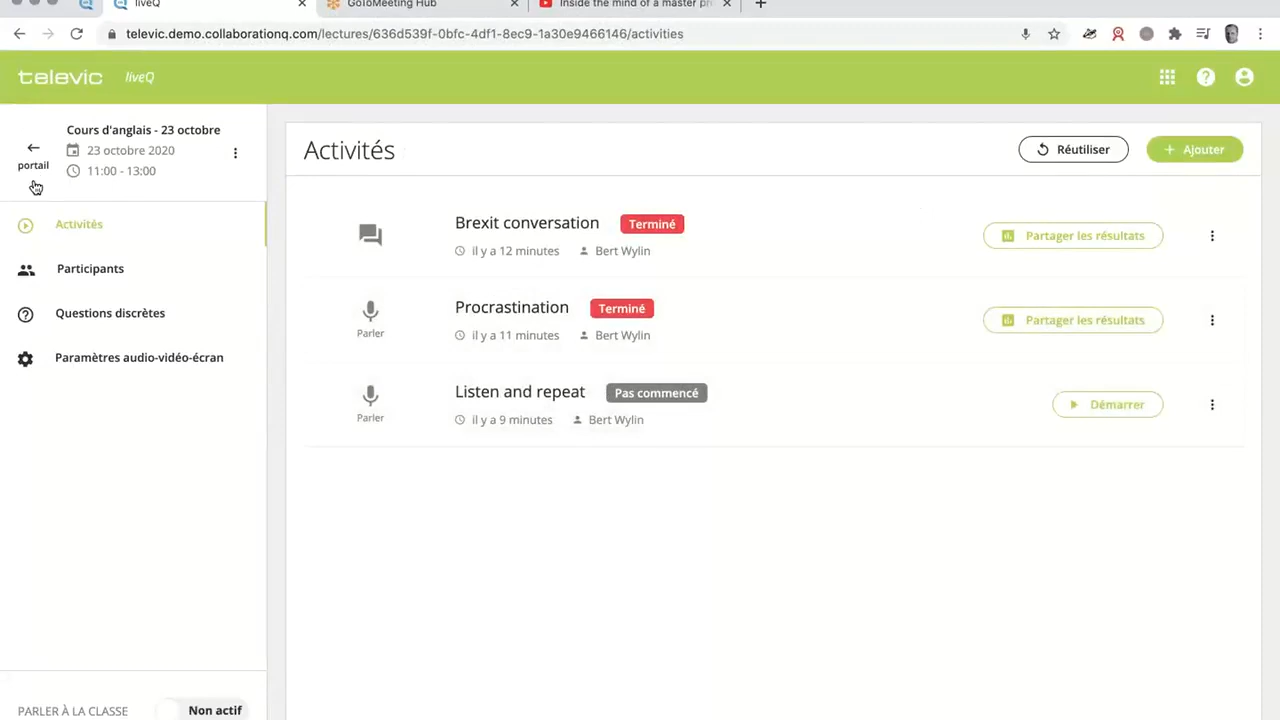 liveQ
GoToMeeting Hub
Inside the mind of a master pr
televic.demo.collaborationq.com/lectures/636d539f-0bfc-4df1-8ec9-1a30e9466146/activities
televic liveQ
portail
Cours d'anglais - 23 octobre
23 octobre 2020
11:00 - 13:00
Activités
Participants
Questions discrètes
Paramètres audio-vidéo-écran
PARLER À LA CLASSE Non actif
Activités
Réutiliser
+ Ajouter
Brexit conversation Terminé
il y a 12 minutes Bert Wylin
Partager les résultats
Parler
Procrastination Terminé
il y a 11 minutes Bert Wylin
Partager les résultats
Parler
Listen and repeat Pas commencé
il y a 9 minutes Bert Wylin
Démarrer